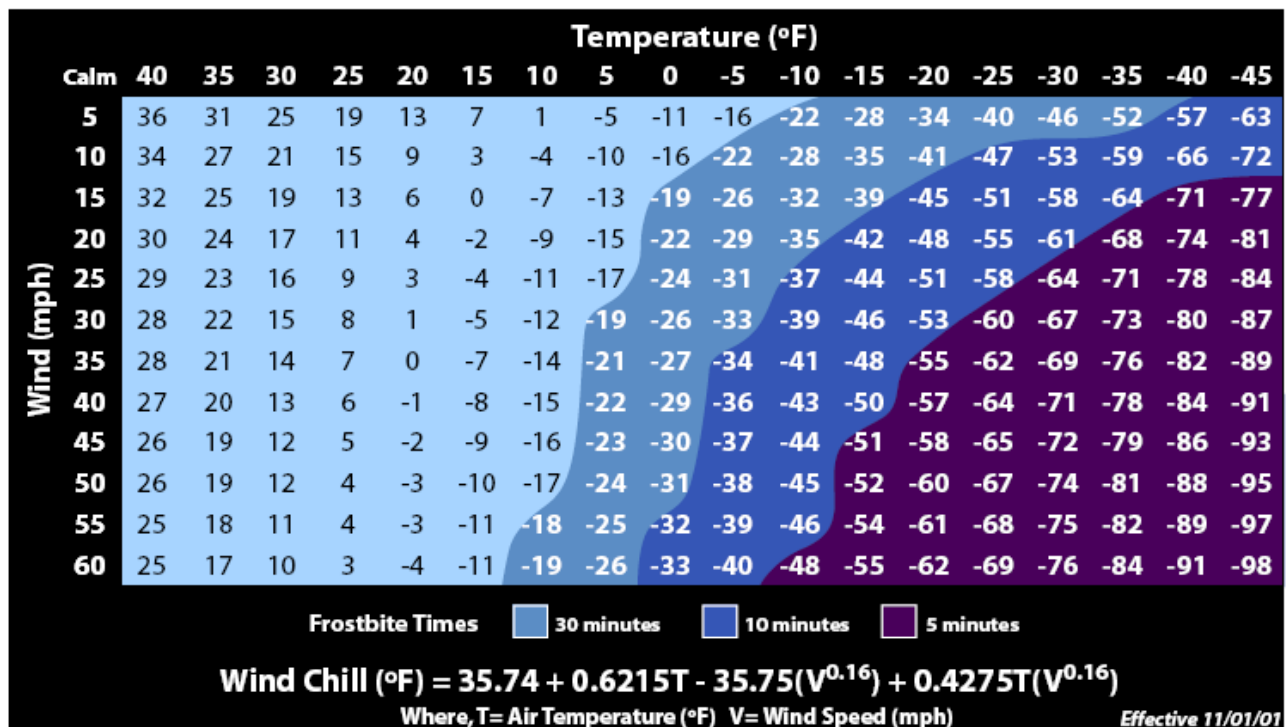 Temperature (ºF)
Calm 40 35 30 25 20 15 10 5 0 -5 -10 -15 -20 -25 -30 -35 -40 -45
Wind (mph)
5 36 31 25 19 13 7 1 -5 -11 -16 -22 -28 -34 -40 -46 -52 -57 -63
10 34 27 21 15 9 3 -4 -10 -16 -22 -28 -35 -41 -47 -53 -59 -66 -72
15 32 25 19 13 6 0 -7 -13 -19 -26 -32 -39 -45 -51 -58 -64 -71 -77
20 30 24 17 11 4 -2 -9 -15 -22 -29 -35 -42 -48 -55 -61 -68 -74 -81
25 29 23 16 9 3 -4 -11 -17 -24 -31 -37 -44 -51 -58 -64 -71 -78 -84
30 28 22 15 8 1 -5 -12 -19 -26 -33 -39 -46 -53 -60 -67 -73 -80 -87
35 28 21 14 7 0 -7 -14 -21 -27 -34 -41 -48 -55 -62 -69 -76 -82 -89
40 27 20 13 6 -1 -8 -15 -22 -29 -36 -43 -50 -57 -64 -71 -78 -84 -91
45 26 19 12 5 -2 -9 -16 -23 -30 -37 -44 -51 -58 -65 -72 -79 -86 -93
50 26 19 12 4 -3 -10 -17 -24 -31 -38 -45 -52 -60 -67 -74 -81 -88 -95
55 25 18 11 4 -3 -11 -18 -25 -32 -39 -46 -54 -61 -68 -75 -82 -89 -97
60 25 17 10 3 -4 -11 -19 -26 -33 -40 -48 -55 -62 -69 -76 -84 -91 -98
Frostbite Times 30 minutes 10 minutes 5 minutes
Wind Chill (ºF) = 35.74 + 0.6215T - 35.75(V^0.16) + 0.4275T(V^0.16)
Where, T= Air Temperature (ºF) V= Wind Speed (mph) Effective 11/01/01